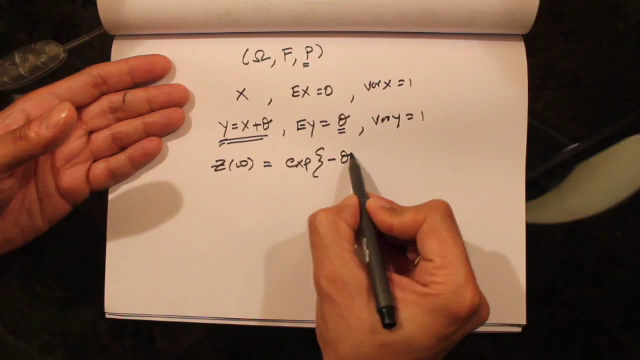 (Ω, F, P)
X , EX=0 , var X = 1
Y=X+θ , EY= θ , var Y = 1
Z(ω) = exp{-θ